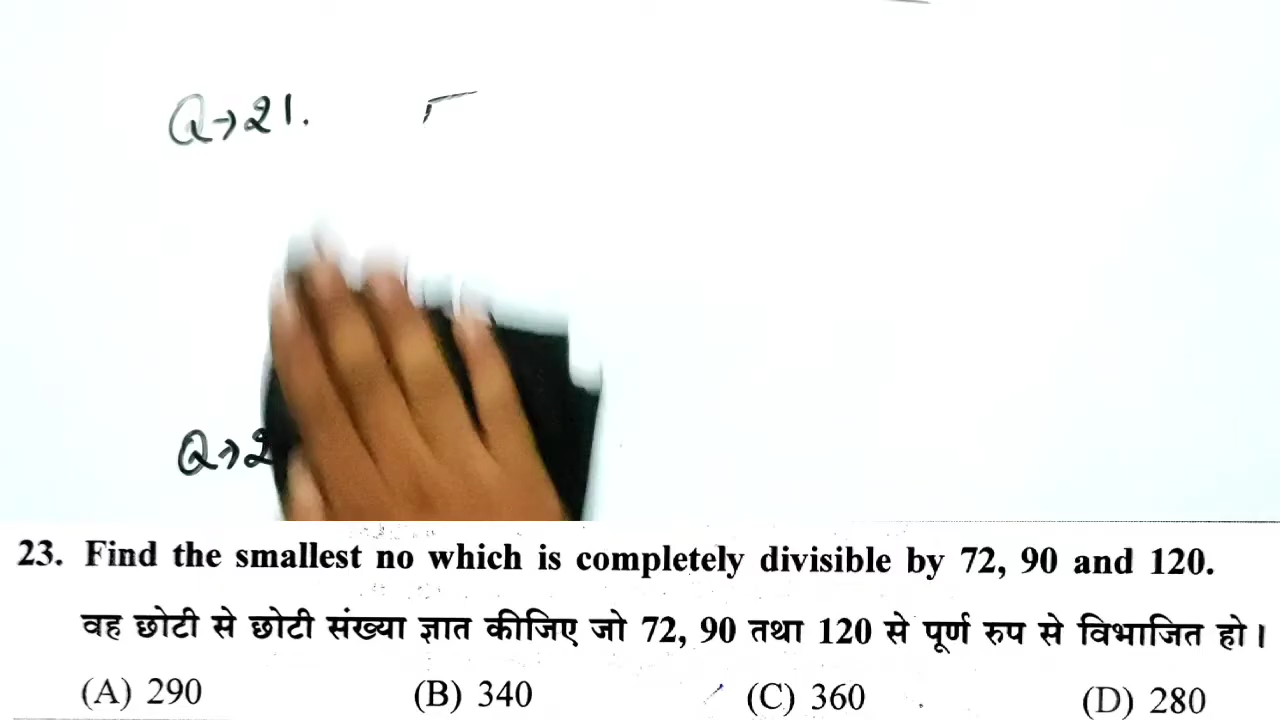 Q→21.
Q→2
23. Find the smallest no which is completely divisible by 72, 90 and 120.
वह छोटी से छोटी संख्या ज्ञात कीजिए जो 72, 90 तथा 120 से पूर्ण रुप से विभाजित हो।
(A) 290 (B) 340 (C) 360 (D) 280